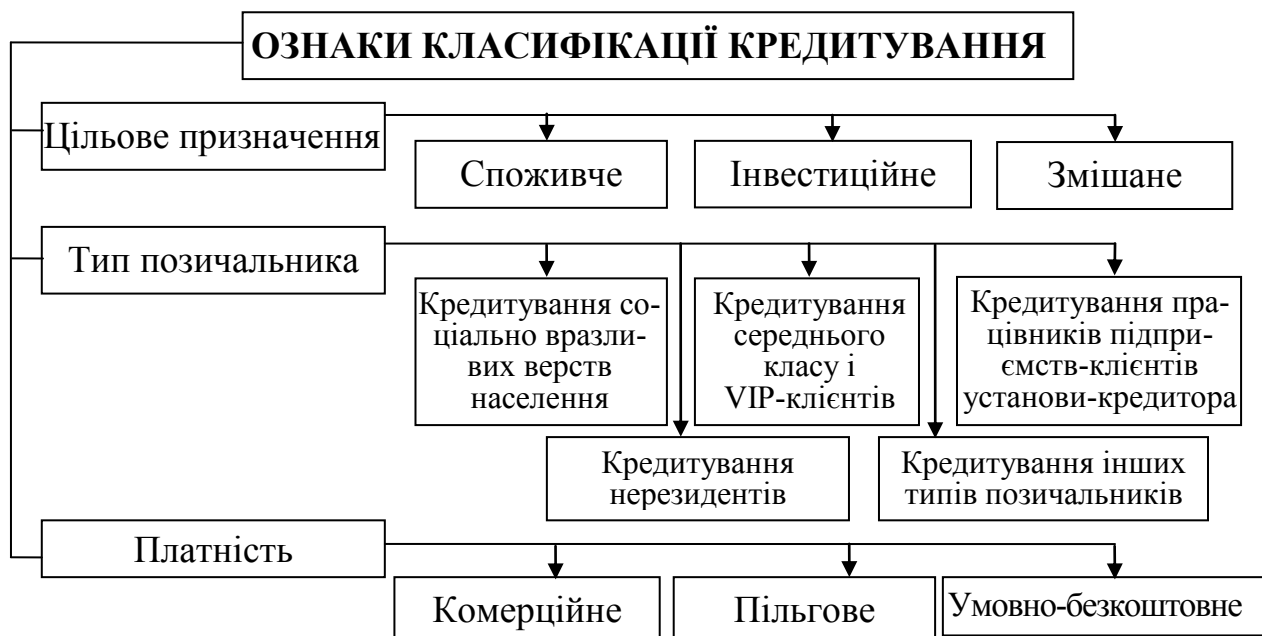 ОЗНАКИ КЛАСИФІКАЦІЇ КРЕДИТУВАННЯ
Цільове призначення
Споживче
Інвестиційне
Змішане
Тип позичальника
Кредитування со-
ціально вразли-
вих верств
населення
Кредитування
середнього
класу і
VIP-клієнтів
Кредитування пра-
цівників підпри-
ємств-клієнтів
установи-кредитора
Кредитування
нерезидентів
Кредитування інших
типів позичальників
Платність
Комерційне
Пільгове
Умовно-безкоштовне